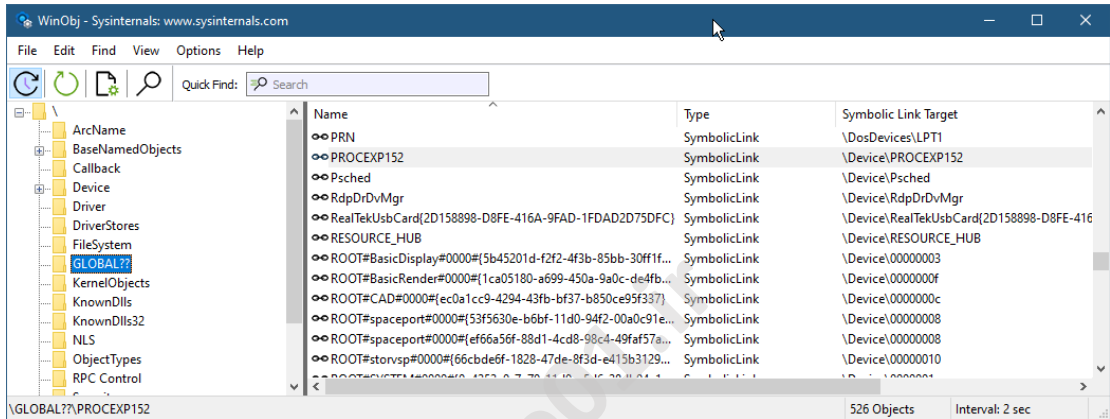 WinObj - Sysinternals: www.sysinternals.com
File Edit Find View Options Help
Quick Find: Search
\
ArcName
BaseNamedObjects
Callback
Device
Driver
DriverStores
FileSystem
GLOBAL??
KernelObjects
KnownDlls
KnownDlls32
NLS
ObjectTypes
RPC Control
Name Type Symbolic Link Target
PRN SymbolicLink \DosDevices\LPT1
PROCEXP152 SymbolicLink \Device\PROCEXP152
Psched SymbolicLink \Device\Psched
RdpDrDvMgr SymbolicLink \Device\RdpDrDvMgr
RealTekUsbCard{2D158898-D8FE-416A-9FAD-1FDAD2D75DFC} SymbolicLink \Device\RealTekUsbCard{2D158898-D8FE-416
RESOURCE_HUB SymbolicLink \Device\RESOURCE_HUB
ROOT#BasicDisplay#0000#{5b45201d-f2f2-4f3b-85bb-30ff1f... SymbolicLink \Device\00000003
ROOT#BasicRender#0000#{1ca05180-a699-450a-9a0c-de4fb... SymbolicLink \Device\0000000f
ROOT#CAD#0000#{ec0a1cc9-4294-43fb-bf37-b850ce95f337} SymbolicLink \Device\0000000c
ROOT#spaceport#0000#{53f5630e-b6bf-11d0-94f2-00a0c91e... SymbolicLink \Device\00000008
ROOT#spaceport#0000#{ef66a56f-88d1-4cd8-98c4-49faf57a... SymbolicLink \Device\00000008
ROOT#storvsp#0000#{66cbde6f-1828-47de-8f3d-e415b3129... SymbolicLink \Device\00000010
\GLOBAL??\PROCEXP152 526 Objects Interval: 2 sec